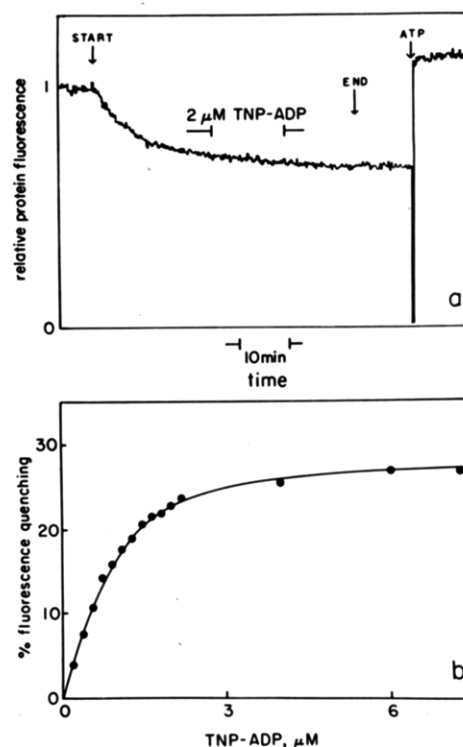 START
ATP
END
1
2 μM TNP-ADP
relative protein fluorescence
0
a
10min
time
30
20
10
0
% fluorescence quenching
b
0 3 6
TNP-ADP, μM